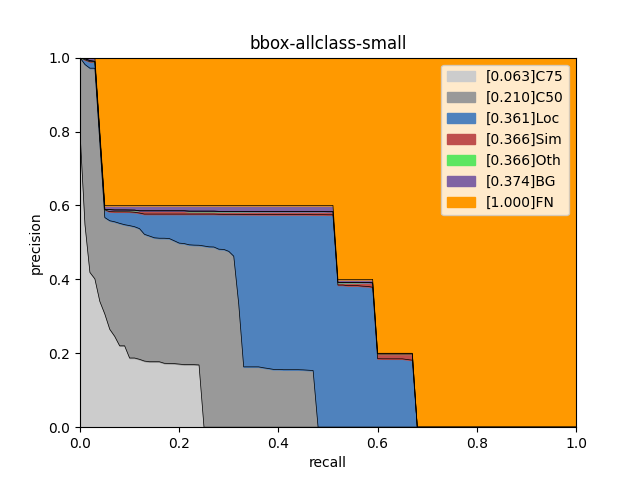 bbox-allclass-small
1.0
0.8
0.6
0.4
0.2
0.0
precision
[0.063]C75
[0.210]C50
[0.361]Loc
[0.366]Sim
[0.366]Oth
[0.374]BG
[1.000]FN
0.0 0.2 0.4 0.6 0.8 1.0
recall